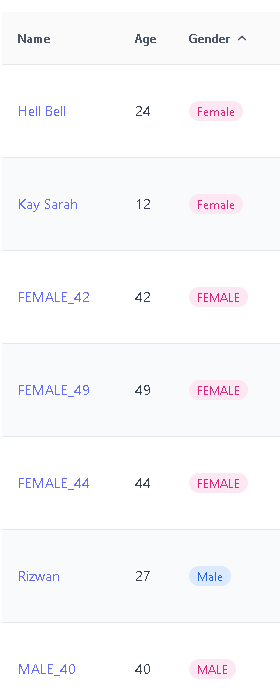 Name Age Gender
Hell Bell 24 Female
Kay Sarah 12 Female
FEMALE_42 42 FEMALE
FEMALE_49 49 FEMALE
FEMALE_44 44 FEMALE
Rizwan 27 Male
MALE_40 40 MALE